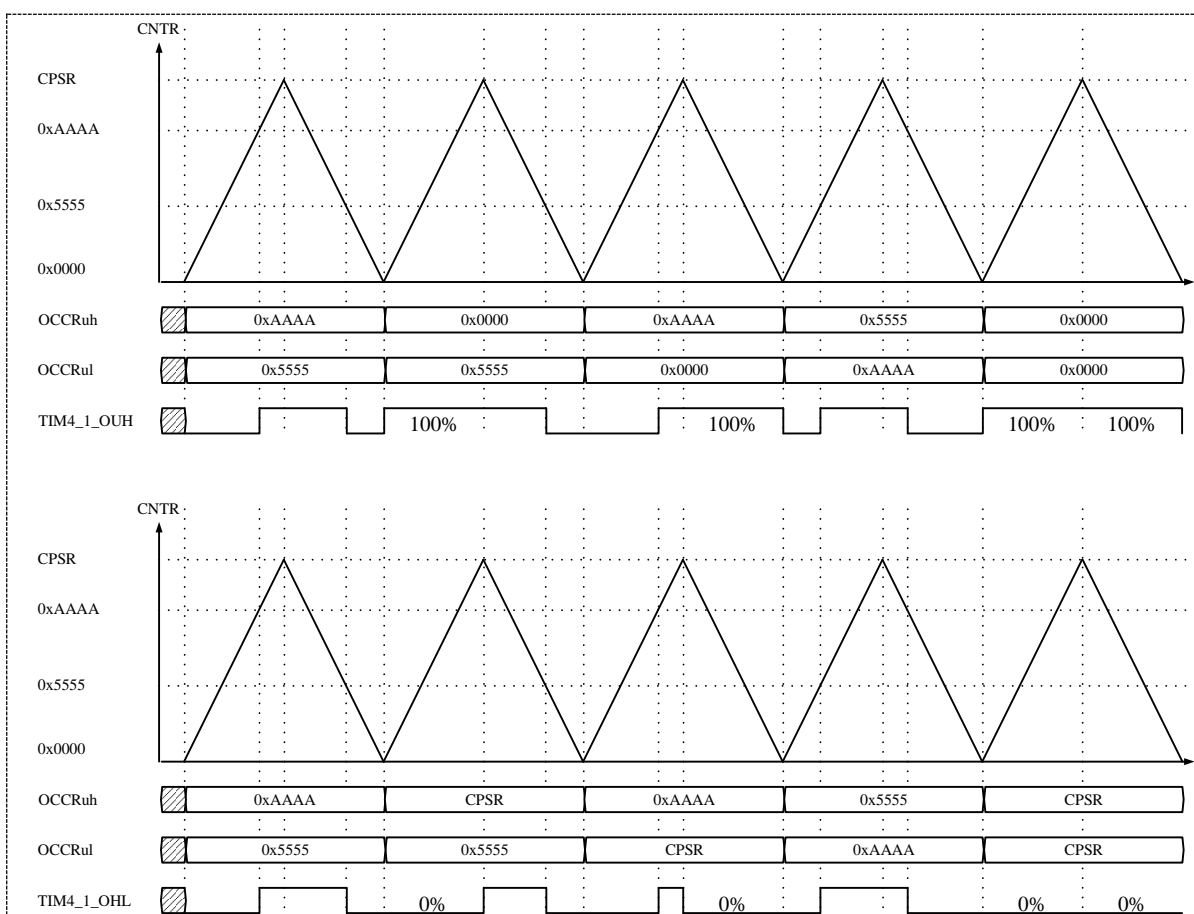 CNTR
CPSR
0xAAAA
0x5555
0x0000
OCCRuh 0xAAAA 0x0000 0xAAAA 0x5555 0x0000
OCCRul 0x5555 0x5555 0x0000 0xAAAA 0x0000
TIM4_1_OUH 100% 100% 100% 100%
CNTR
CPSR
0xAAAA
0x5555
0x0000
OCCRuh 0xAAAA CPSR 0xAAAA 0x5555 CPSR
OCCRul 0x5555 0x5555 CPSR 0xAAAA CPSR
TIM4_1_OHL 0% 0% 0% 0%